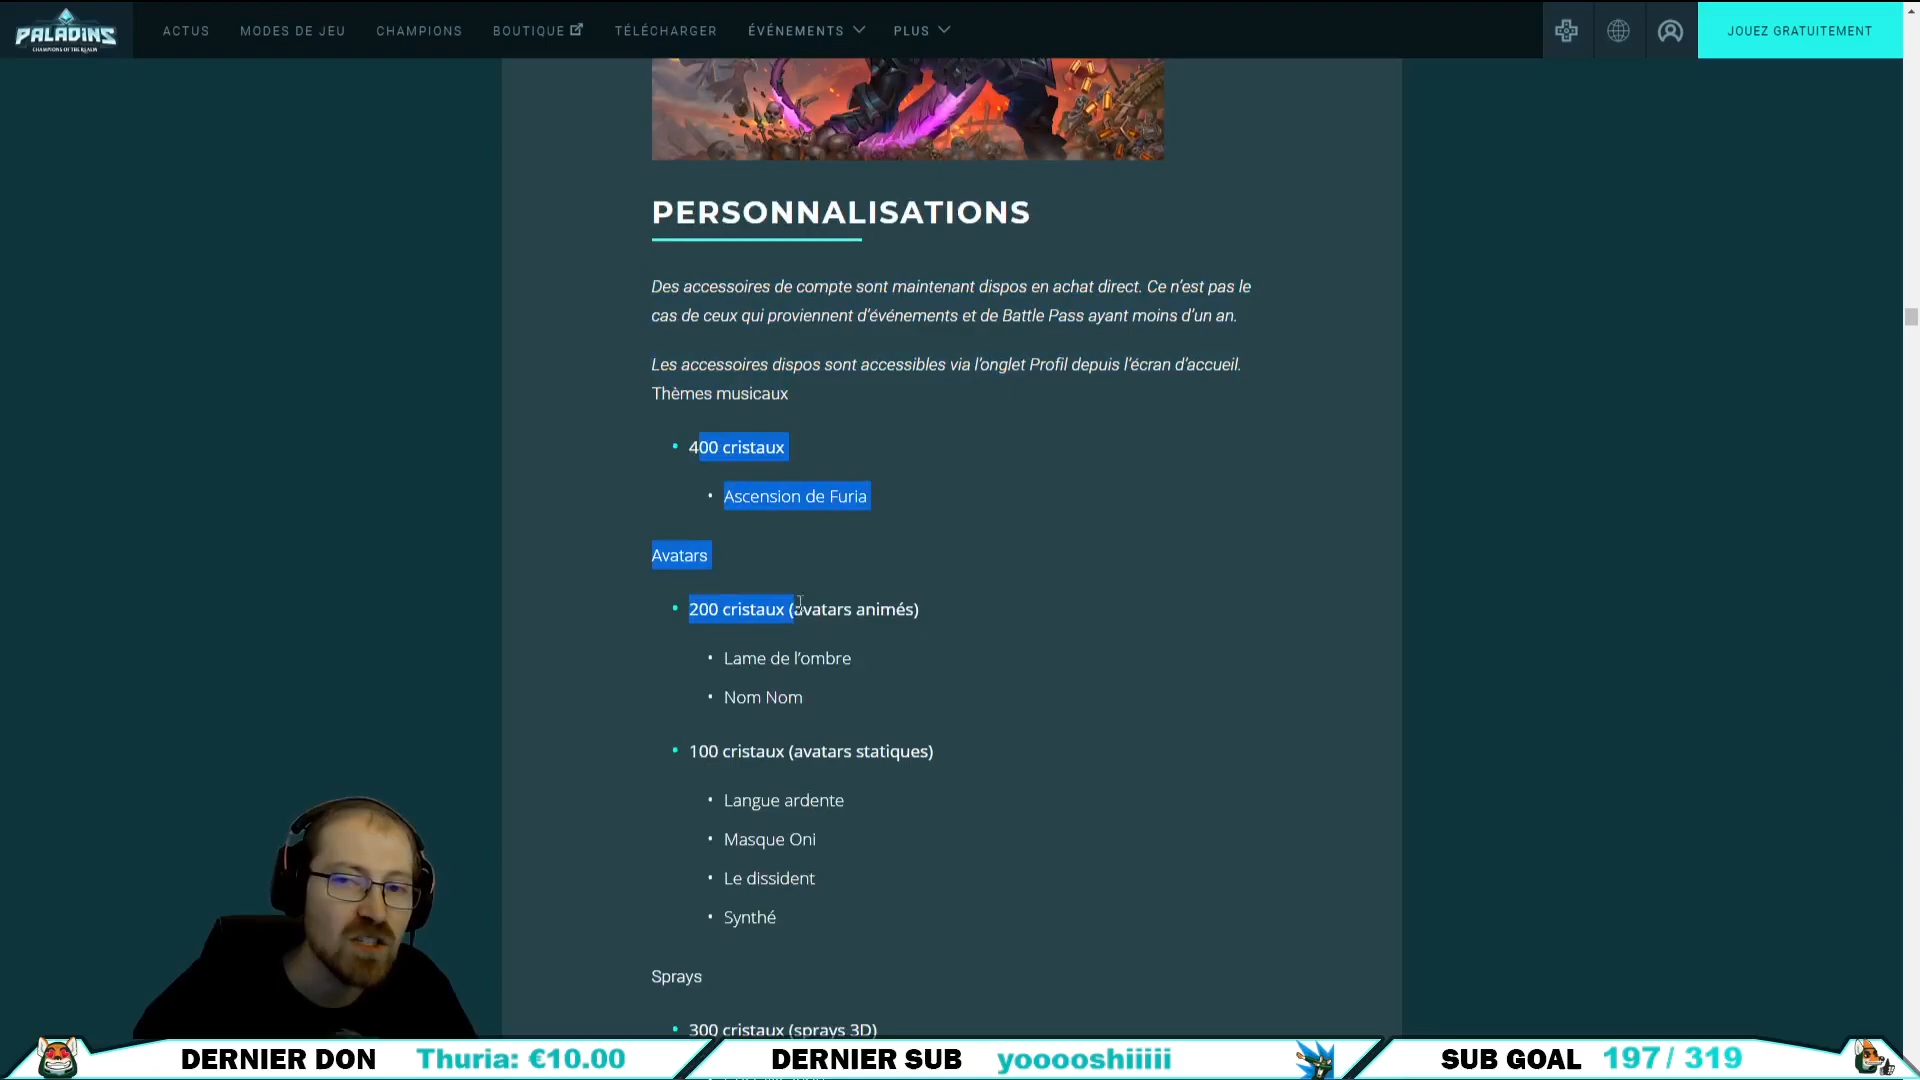 PALADINS
CHAMPIONS OF THE REALM
ACTUS
MODES DE JEU
CHAMPIONS
BOUTIQUE
TÉLÉCHARGER
ÉVÉNEMENTS
PLUS
JOUEZ GRATUITEMENT
PERSONNALISATIONS
Des accessoires de compte sont maintenant dispos en achat direct. Ce n’est pas le
cas de ceux qui proviennent d’événements et de Battle Pass ayant moins d’un an.
Les accessoires dispos sont accessibles via l’onglet Profil depuis l’écran d’accueil.
Thèmes musicaux
• 400 cristaux
• Ascension de Furia
Avatars
• 200 cristaux (avatars animés)
• Lame de l’ombre
• Nom Nom
• 100 cristaux (avatars statiques)
• Langue ardente
• Masque Oni
• Le dissident
• Synthé
Sprays
• 300 cristaux (sprays 3D)
DERNIER DON Thuria: €10.00
DERNIER SUB yooooshiiiii
SUB GOAL 197 / 319